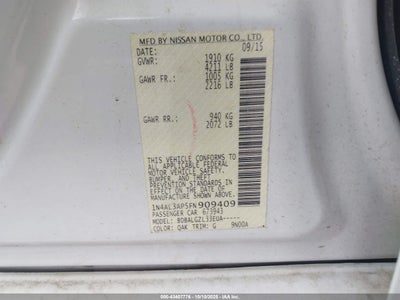 MFD BY NISSAN MOTOR CO., LTD.
DATE: 09/15
GVWR: 1910 KG
4211 LB
GAWR FR.: 1005 KG
2216 LB
GAWR RR.: 940 KG
2072 LB
THIS VEHICLE CONFORMS TO
ALL APPLICABLE FEDERAL
MOTOR VEHICLE SAFETY,
BUMPER, AND THEFT
PREVENTION STANDARDS IN
EFFECT ON THE DATE OF
MANUFACTURE SHOWN ABOVE.
1N4AL3AP5FN909409
PASSENGER CAR 673943
MODEL: BDBALGZL33EUA-----
COLOR: QAK TRIM: G 9N00A
000-43407776 - 10/10/2025 - IAA